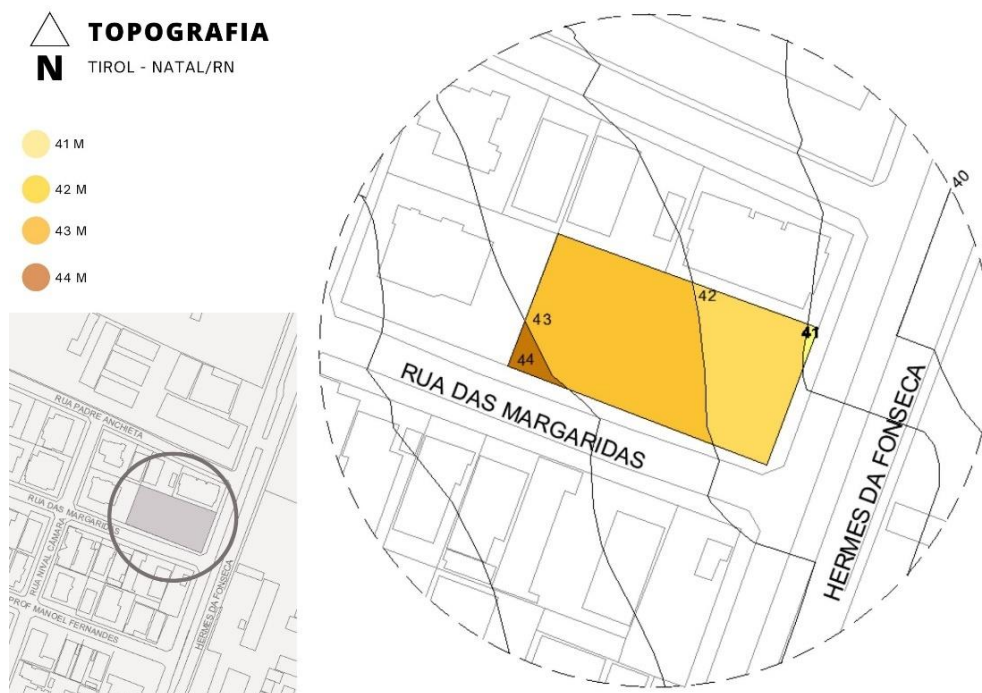 TOPOGRAFIA
N
TIROL - NATAL/RN
41 M
42 M
43 M
44 M
RUA PADRE ANCHIETA
RUA DAS MARGARIDAS
RUA NIVAL CÂMARA
PROF MANOEL FERNANDES
HERMES DA FONSECA
40
42
41
43
44
RUA DAS MARGARIDAS
HERMES DA FONSECA